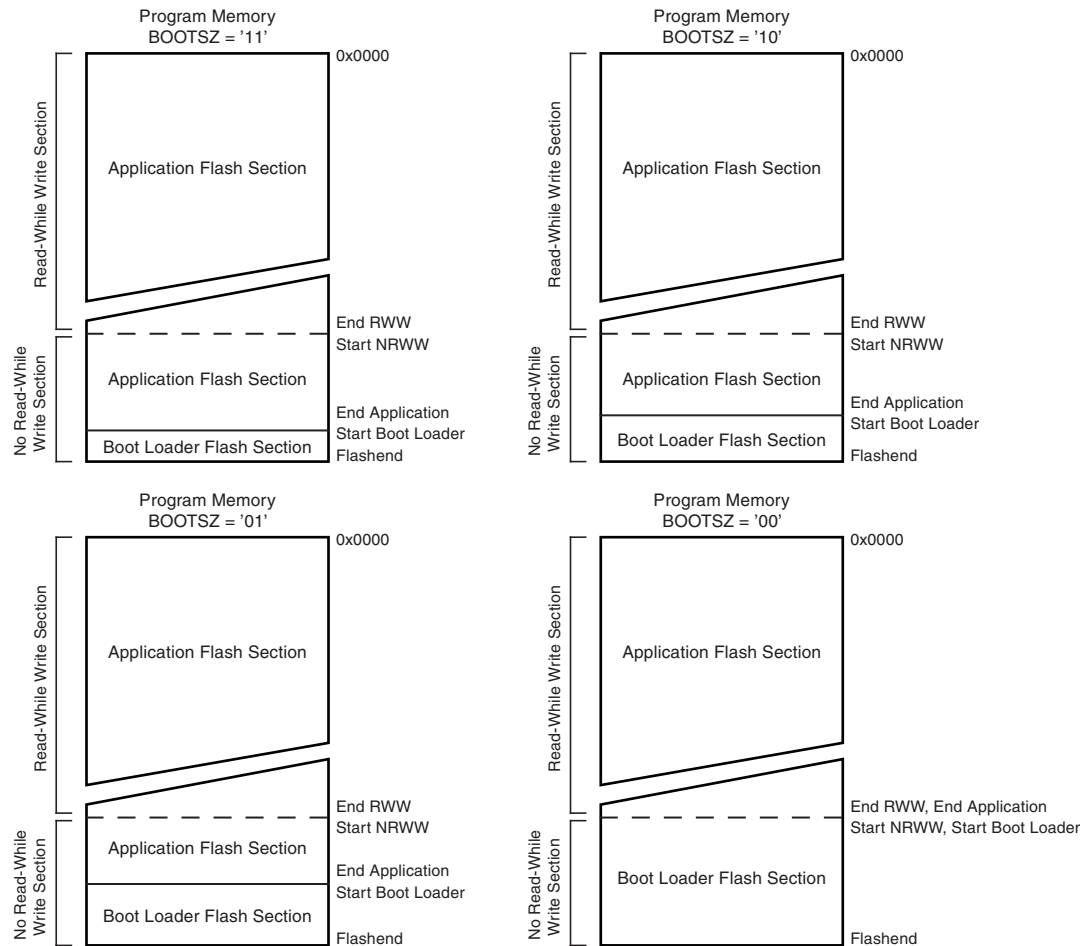 Program Memory
BOOTSZ = '11'
0x0000
Read-While Write Section
Application Flash Section
End RWW
Start NRWW
No Read-While
Write Section
Application Flash Section
End Application
Start Boot Loader
Boot Loader Flash Section
Flashend
Program Memory
BOOTSZ = '10'
0x0000
Read-While Write Section
Application Flash Section
End RWW
Start NRWW
No Read-While
Write Section
Application Flash Section
End Application
Start Boot Loader
Boot Loader Flash Section
Flashend
Program Memory
BOOTSZ = '01'
0x0000
Read-While Write Section
Application Flash Section
End RWW
Start NRWW
No Read-While
Write Section
Application Flash Section
End Application
Start Boot Loader
Boot Loader Flash Section
Flashend
Program Memory
BOOTSZ = '00'
0x0000
Read-While Write Section
Application Flash Section
End RWW, End Application
Start NRWW, Start Boot Loader
No Read-While
Write Section
Boot Loader Flash Section
Flashend